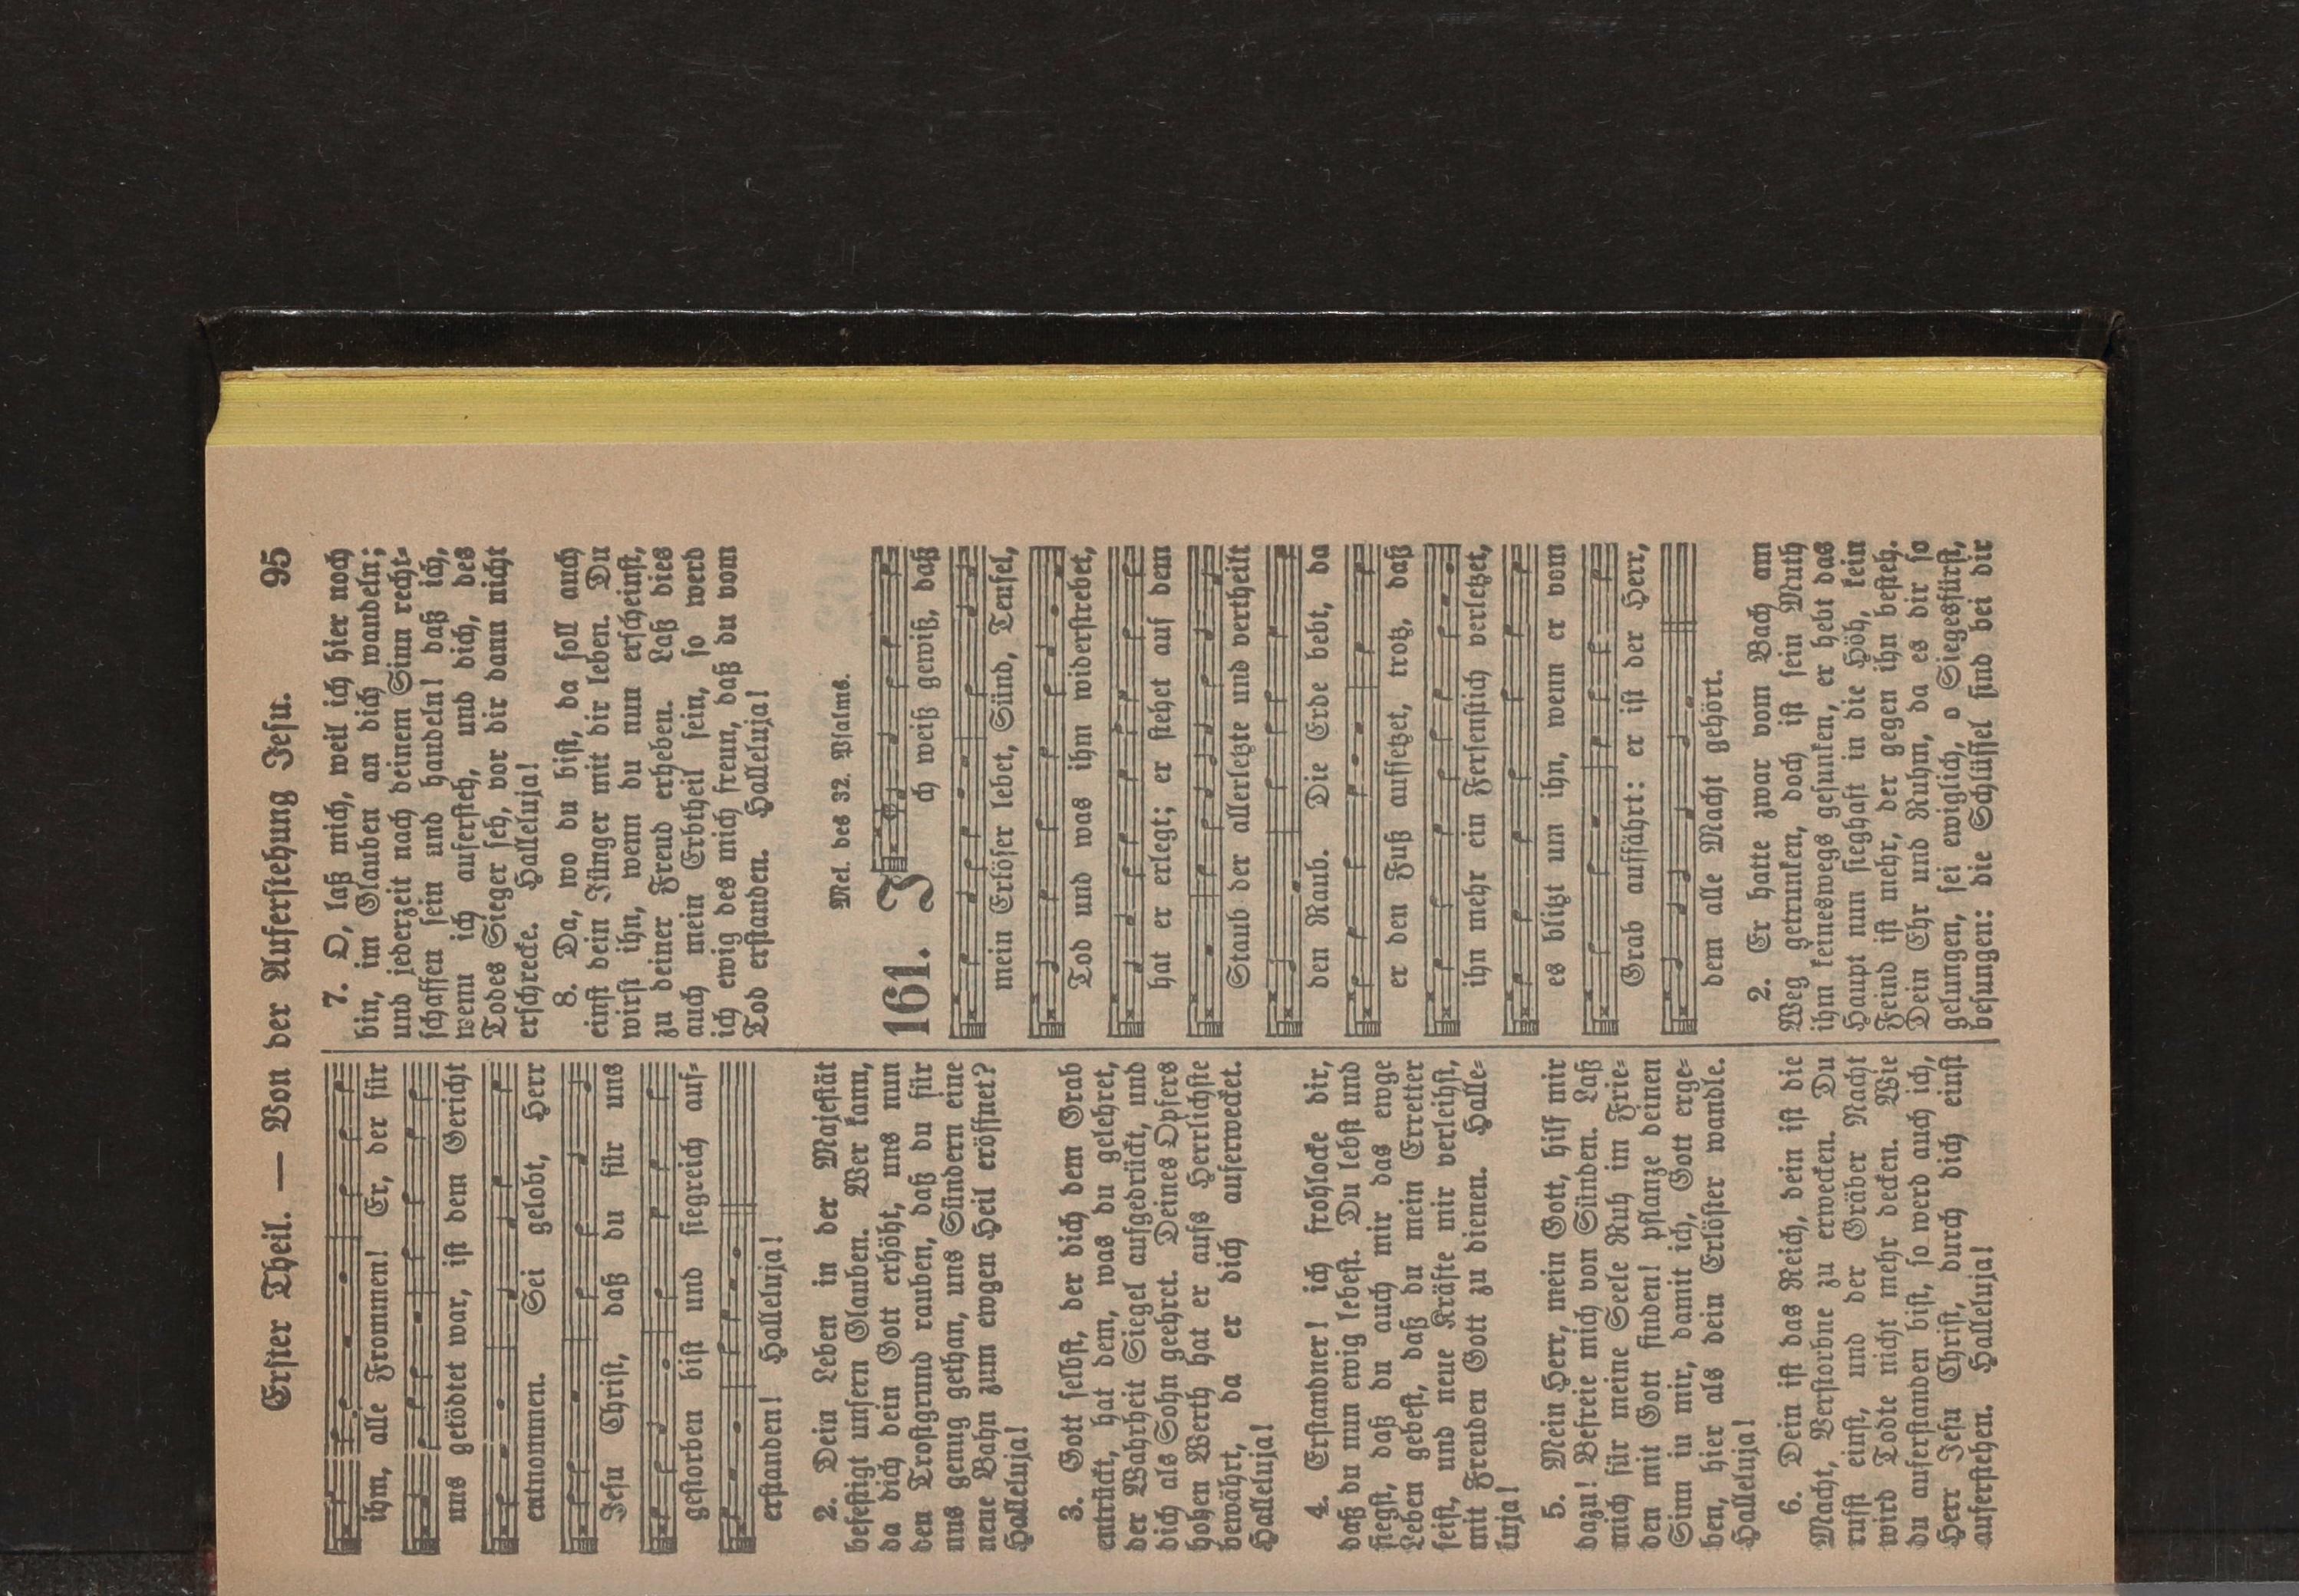 Erster Theil. — Von der Auferstehung Jesu. 95
ihm, alle Frommen! Er, der für
uns getödtet war, ist dem Gericht
entnommen. Sei gelobt, Herr
Jesu Christ, daß du für uns
gestorben bist und siegreich auf-
erstanden! Halleluja!
2. Dein Leben in der Majestät
befestigt unsern Glauben. Wer kann,
da dich dein Gott erhöht, uns nun
den Trostgrund rauben, daß du für
uns genug gethan, uns Sündern eine
neue Bahn zum ewgen Heil eröffnet?
Halleluja!
3. Gott selbst, der dich dem Grab
entrückt, hat dem, was du gelehret,
der Wahrheit Siegel aufgedrückt, und
dich als Sohn geehret. Deines Opfers
hohen Werth hat er aufs Herrlichste
bewährt, da er dich auferwecket.
Halleluja!
4. Erstandner! ich frohlocke dir,
daß du nun ewig lebest. Du lebst und
siegst, daß du auch mir das ewge
Leben gebest, daß du mein Erretter
seist, und neue Kräfte mir verleihst,
mit Freuden Gott zu dienen. Halle-
luja!
5. Mein Herr, mein Gott, hilf mir
dazu! Befreie mich von Sünden. Laß
mich für meine Seele Ruh im Frie-
den mit Gott finden! pflanze deinen
Sinn in mir, damit ich, Gott erge-
ben, hier als dein Erlöster wandle.
Halleluja!
6. Dein ist das Reich, dein ist die
Macht, Verstorbne zu erwecken. Du
rufst einst, und der Gräber Nacht
wird Todte nicht mehr decken. Wie
du auferstanden bist, so werd auch ich,
Herr Jesu Christ, durch dich einst
auferstehen. Halleluja!
7. O, laß mich, weil ich hier noch
bin, im Glauben an dich wandeln;
und jederzeit nach deinem Sinn recht-
schaffen sein und handeln! daß ich,
wenn ich aufersteh, und dich, des
Todes Sieger seh, vor dir dann nicht
erschrecke. Halleluja!
8. Da, wo du bist, da soll auch
einst dein Jünger mit dir leben. Du
wirst ihn, wenn du nun erscheinst,
zu deiner Freud erheben. Laß dies
auch mein Erbtheil sein, so werd
ich ewig des mich freun, daß du vom
Tod erstanden. Halleluja!
Mel. des 32. Psalms.
161. Ich weiß gewiß, daß
mein Erlöser lebet, Sünd, Teufel,
Tod und was ihm widerstrebet,
hat er erlegt; er stehet auf dem
Staub der allerletzte und vertheilt
den Raub. Die Erde bebt, da
er den Fuß aufsetzet, trotz, daß
ihn mehr ein Fersenstich verletzet,
es blitzt um ihn, wenn er vom
Grab auffährt: er ist der Herr,
dem alle Macht gehört.
2. Er hatte zwar vom Bach am
Weg getrunken, doch ist sein Muth
ihm keineswegs gesunken, er hebt das
Haupt nun sieghaft in die Höh, kein
Feind ist mehr, der gegen ihn besteh.
Dein Ehr und Ruhm, da es dir so
gelungen, sei ewiglich, o Siegesfürst,
besungen: die Schlüssel sind bei dir